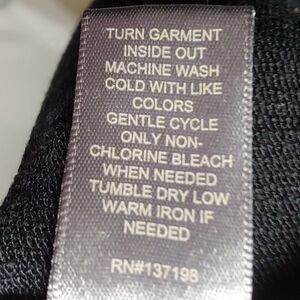 TURN GARMENT
INSIDE OUT
MACHINE WASH
COLD WITH LIKE
COLORS
GENTLE CYCLE
ONLY NON-
CHLORINE BLEACH
WHEN NEEDED
TUMBLE DRY LOW
WARM IRON IF
NEEDED
RN#137198